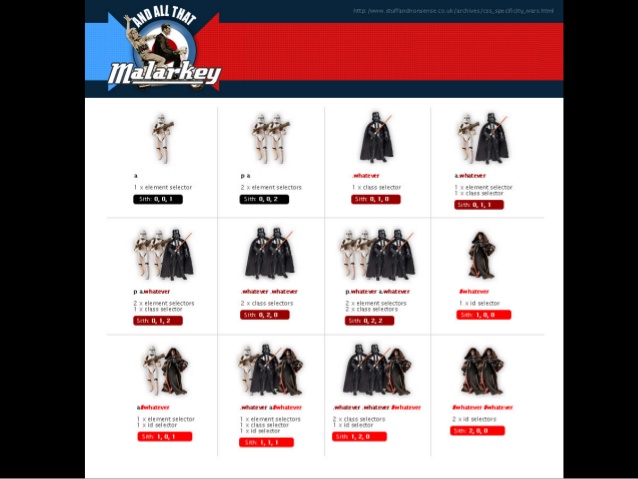 http://www.stuffandnonsense.co.uk/archives/css_specificity_wars.html
AND ALL THAT
Malarkey
a
1 x element selector
Sith: 0, 0, 1
p a
2 x element selectors
Sith: 0, 0, 2
.whatever
1 x class selector
Sith: 0, 1, 0
a.whatever
1 x element selector
1 x class selector
Sith: 0, 1, 1
p a.whatever
2 x element selectors
1 x class selector
Sith: 0, 1, 2
.whatever .whatever
2 x class selectors
Sith: 0, 2, 0
p.whatever a.whatever
2 x element selectors
2 x class selectors
Sith: 0, 2, 2
#whatever
1 x id selector
Sith: 1, 0, 0
a#whatever
1 x element selector
1 x id selector
Sith: 1, 0, 1
.whatever a#whatever
1 x element selector
1 x class selector
1 x id selector
Sith: 1, 1, 1
.whatever .whatever #whatever
2 x class selectors
1 x id selector
Sith: 1, 2, 0
#whatever #whatever
2 x id selectors
Sith: 2, 0, 0